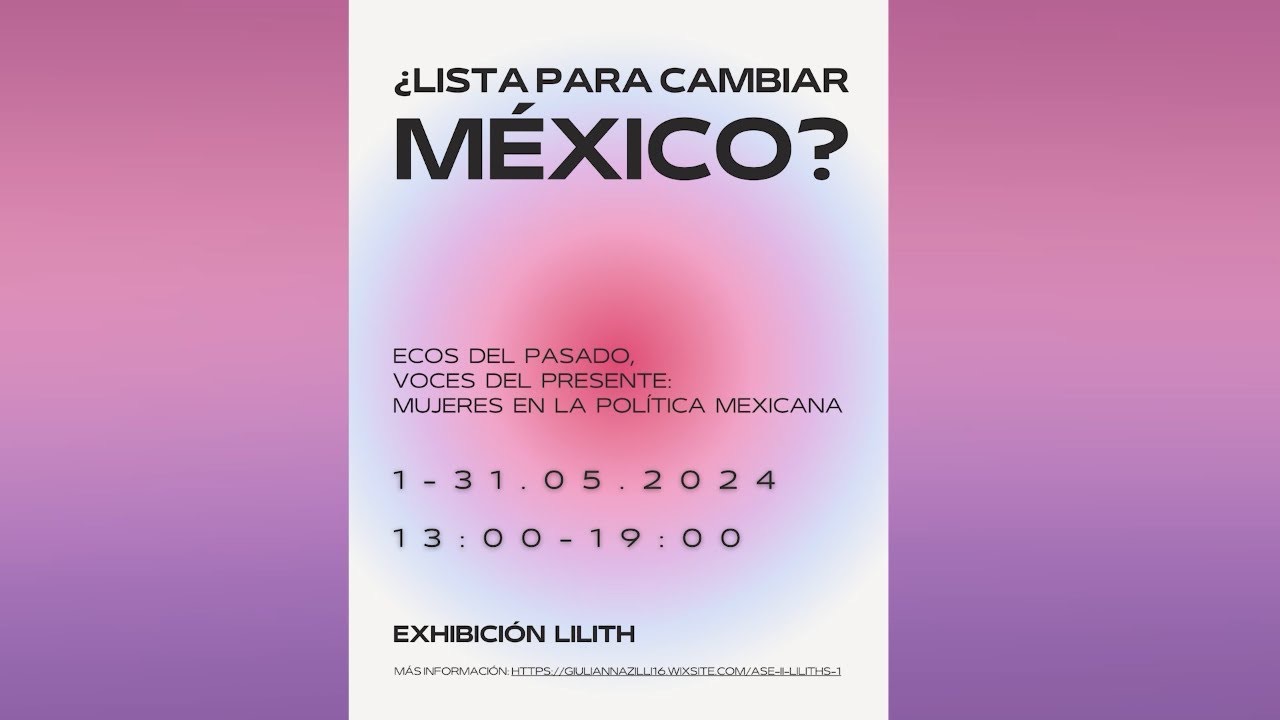 ¿LISTA PARA CAMBIAR
MÉXICO?
ECOS DEL PASADO,
VOCES DEL PRESENTE:
MUJERES EN LA POLÍTICA MEXICANA
1-31.05.2024
13:00-19:00
EXHIBICIÓN LILITH
MÁS INFORMACIÓN: HTTPS://GIULIANNAZILLI16.WIXSITE.COM/ASE-II-LILITHS-1